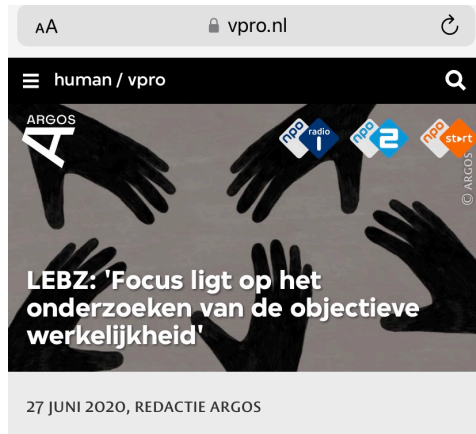 AA vpro.nl
human / vpro
ARGOS
npo radio 1 npo 2 npo start
© ARGOS
LEBZ: 'Focus ligt op het
onderzoeken van de objectieve
werkelijkheid'
27 JUNI 2020, REDACTIE ARGOS